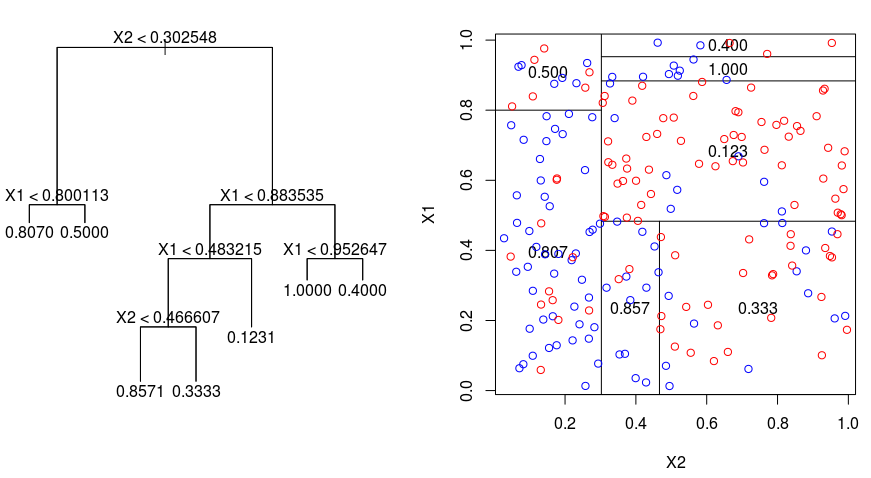 X2 < 0.302548
X1 < 0.800113
X1 < 0.883535
0.8070 0.5000
X1 < 0.483215
X1 < 0.952647
1.0000 0.4000
X2 < 0.466607
0.1231
0.8571 0.3333
X1
0.0 0.2 0.4 0.6 0.8 1.0
0.400
1.000
0.500
0.123
0.807
0.857
0.333
0.2 0.4 0.6 0.8 1.0
X2